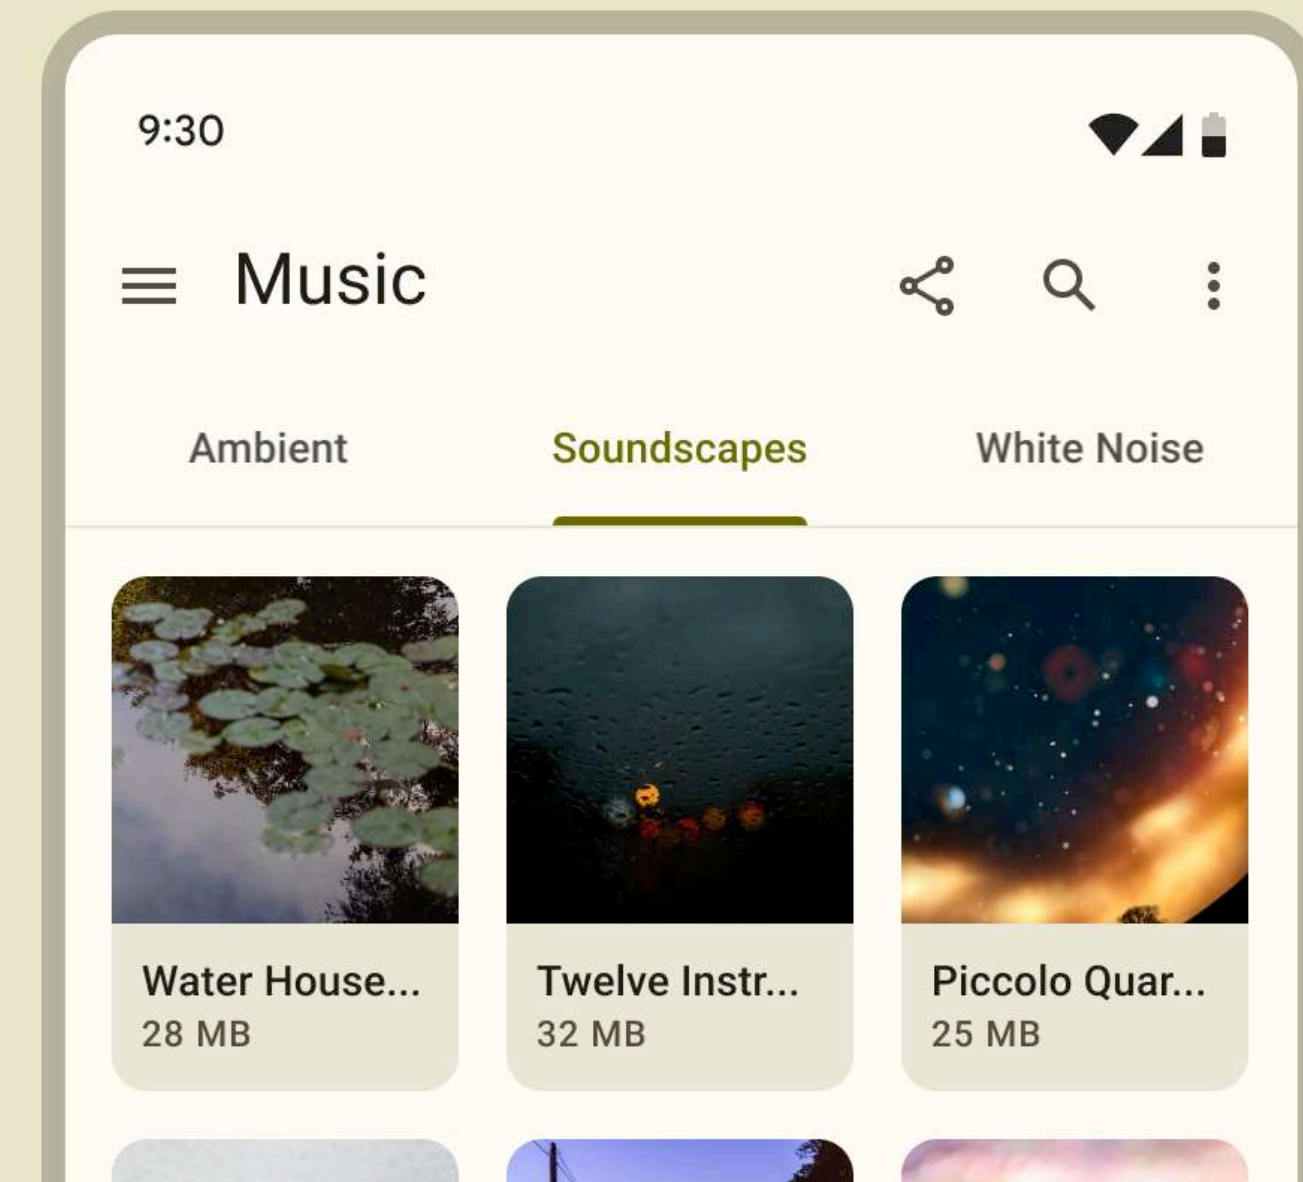 9:30
Music
Ambient Soundscapes White Noise
Water House... Twelve Instr... Piccolo Quar...
28 MB 32 MB 25 MB